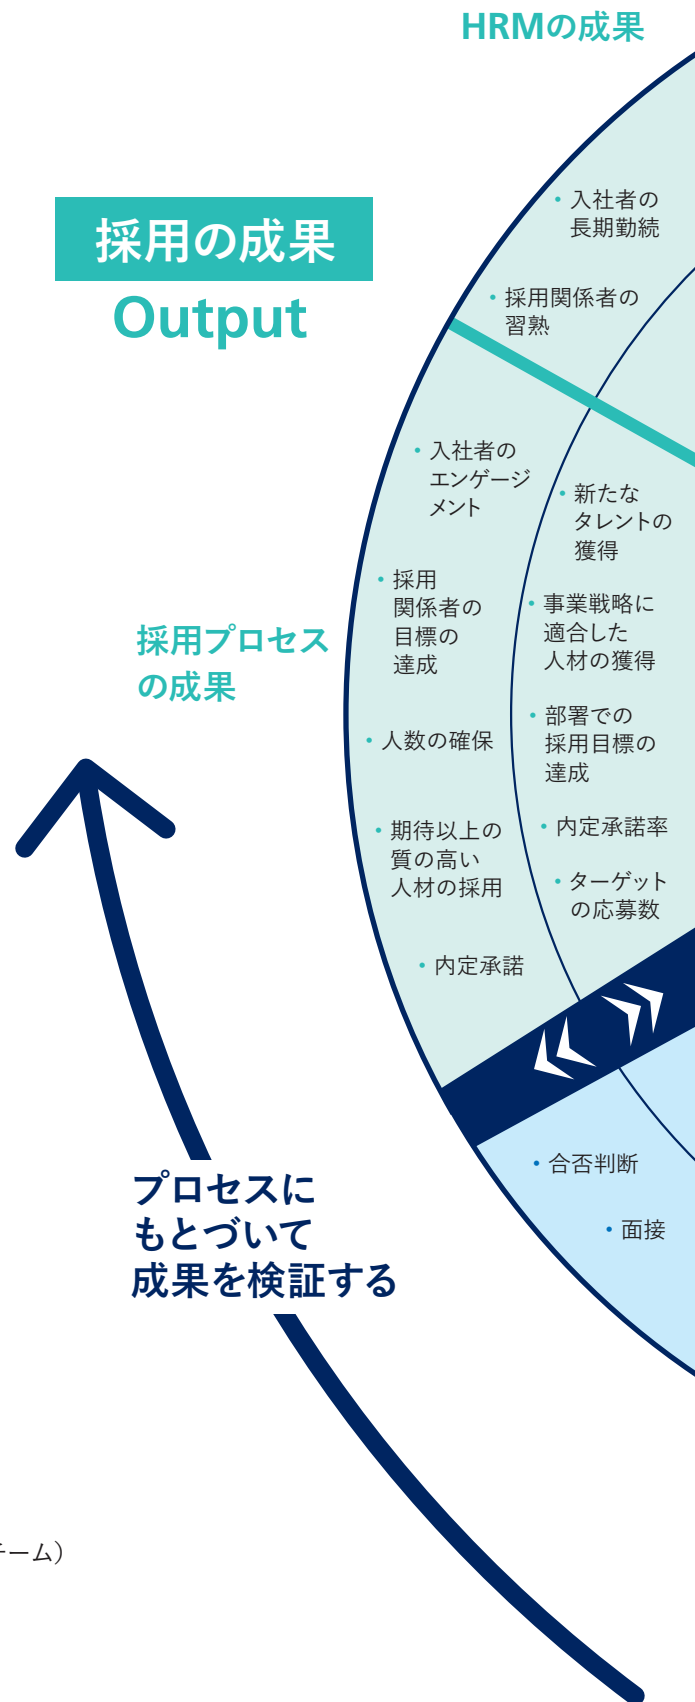 HRMの成果
・入社者の
長期勤続
採用の成果
Output
・採用関係者の
習熟
・入社者の
エンゲージ
メント
・新たな
タレントの
獲得
・採用
関係者の
目標の
達成
・事業戦略に
適合した
人材の獲得
採用プロセス
の成果
・人数の確保
・部署での
採用目標の
達成
・期待以上の
質の高い
人材の採用
・内定承諾率
・ターゲット
の応募数
・内定承諾
・合否判断
・面接
プロセスに
もとづいて
成果を検証する
ーム）